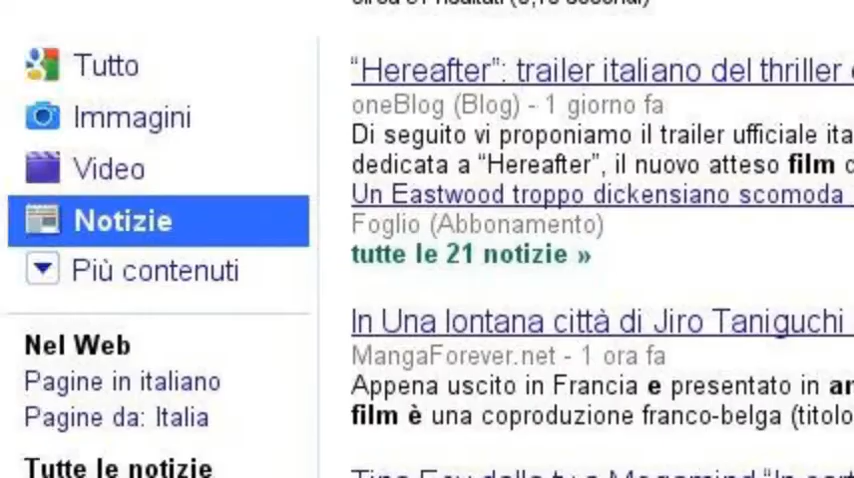 Tutto
Immagini
Video
Notizie
Più contenuti
Nel Web
Pagine in italiano
Pagine da: Italia
Tutte le notizie
“Hereafter”: trailer italiano del thriller
oneBlog (Blog) - 1 giorno fa
Di seguito vi proponiamo il trailer ufficiale ita
dedicata a “Hereafter”, il nuovo atteso film
Un Eastwood troppo dickensiano scomoda
Foglio (Abbonamento)
tutte le 21 notizie »
In Una lontana città di Jiro Taniguchi
MangaForever.net - 1 ora fa
Appena uscito in Francia e presentato in an
film è una coproduzione franco-belga (titolo